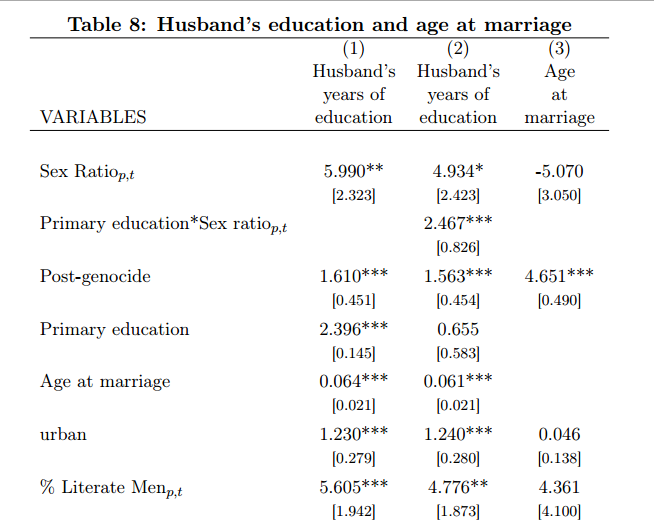 Table 8: Husband's education and age at marriage
(1) (2) (3)
Husband's Husband's Age
years of years of at
VARIABLES education education marriage
Sex Ratio_{p,t} 5.990** 4.934* -5.070
[2.323] [2.423] [3.050]
Primary education*Sex ratio_{p,t} 2.467***
[0.826]
Post-genocide 1.610*** 1.563*** 4.651***
[0.451] [0.454] [0.490]
Primary education 2.396*** 0.655
[0.145] [0.583]
Age at marriage 0.064*** 0.061***
[0.021] [0.021]
urban 1.230*** 1.240*** 0.046
[0.279] [0.280] [0.138]
% Literate Men_{p,t} 5.605*** 4.776** 4.361
[1.942] [1.873] [4.100]